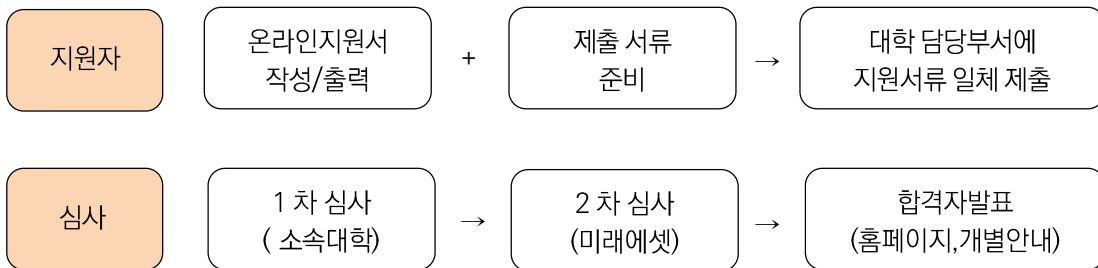 지원자
온라인지원서
작성/출력
+
제출 서류
준비
→
대학 담당부서에
지원서류 일체 제출
심사
1 차 심사
( 소속대학)
→
2 차 심사
(미래에셋)
→
합격자발표
(홈페이지,개별안내)